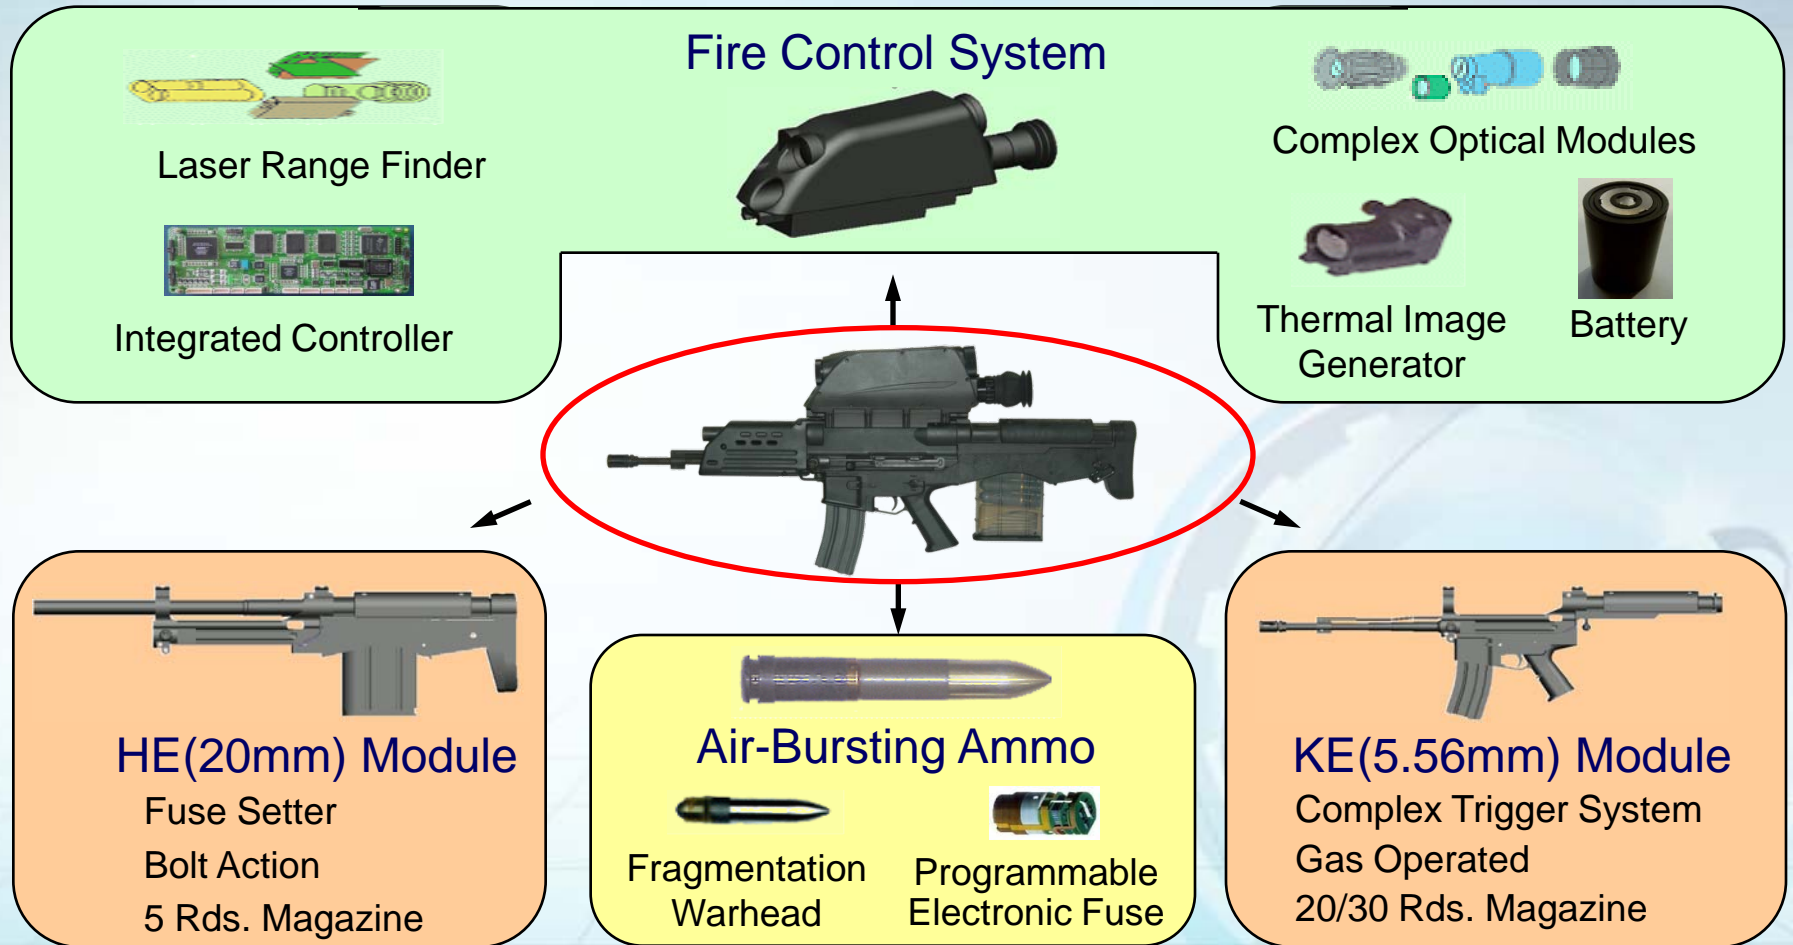 Fire Control System
Laser Range Finder
Integrated Controller
Complex Optical Modules
Thermal Image
Generator
Battery
HE(20mm) Module
Fuse Setter
Bolt Action
5 Rds. Magazine
Air-Bursting Ammo
Fragmentation
Warhead
Programmable
Electronic Fuse
KE(5.56mm) Module
Complex Trigger System
Gas Operated
20/30 Rds. Magazine